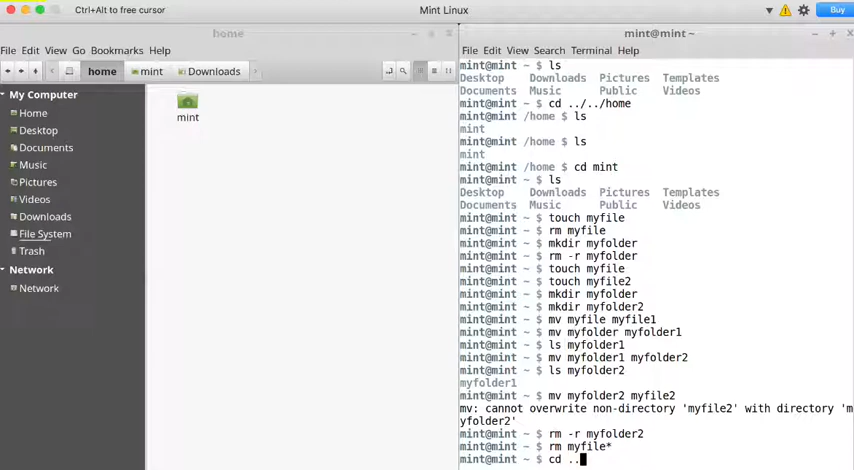 Ctrl+Alt to free cursor
Mint Linux
Buy
home
File Edit View Go Bookmarks Help
home mint Downloads
My Computer
Home
Desktop
Documents
Music
Pictures
Videos
Downloads
File System
Trash
Network
Network
mint
mint@mint ~
File Edit View Search Terminal Help
mint@mint ~ $ ls
Desktop Downloads Pictures Templates
Documents Music Public Videos
mint@mint ~ $ cd ../../home
mint@mint /home $ ls
mint
mint@mint /home $ ls
mint
mint@mint /home $ cd mint
mint@mint ~ $ ls
Desktop Downloads Pictures Templates
Documents Music Public Videos
mint@mint ~ $ touch myfile
mint@mint ~ $ rm myfile
mint@mint ~ $ mkdir myfolder
mint@mint ~ $ rm -r myfolder
mint@mint ~ $ touch myfile
mint@mint ~ $ touch myfile2
mint@mint ~ $ mkdir myfolder
mint@mint ~ $ mkdir myfolder2
mint@mint ~ $ mv myfile myfile1
mint@mint ~ $ mv myfolder myfolder1
mint@mint ~ $ ls myfolder1
mint@mint ~ $ mv myfolder1 myfolder2
mint@mint ~ $ ls myfolder2
myfolder1
mint@mint ~ $ mv myfolder2 myfile2
mv: cannot overwrite non-directory 'myfile2' with directory 'm
yfolder2'
mint@mint ~ $ rm -r myfolder2
mint@mint ~ $ rm myfile*
mint@mint ~ $ cd ..